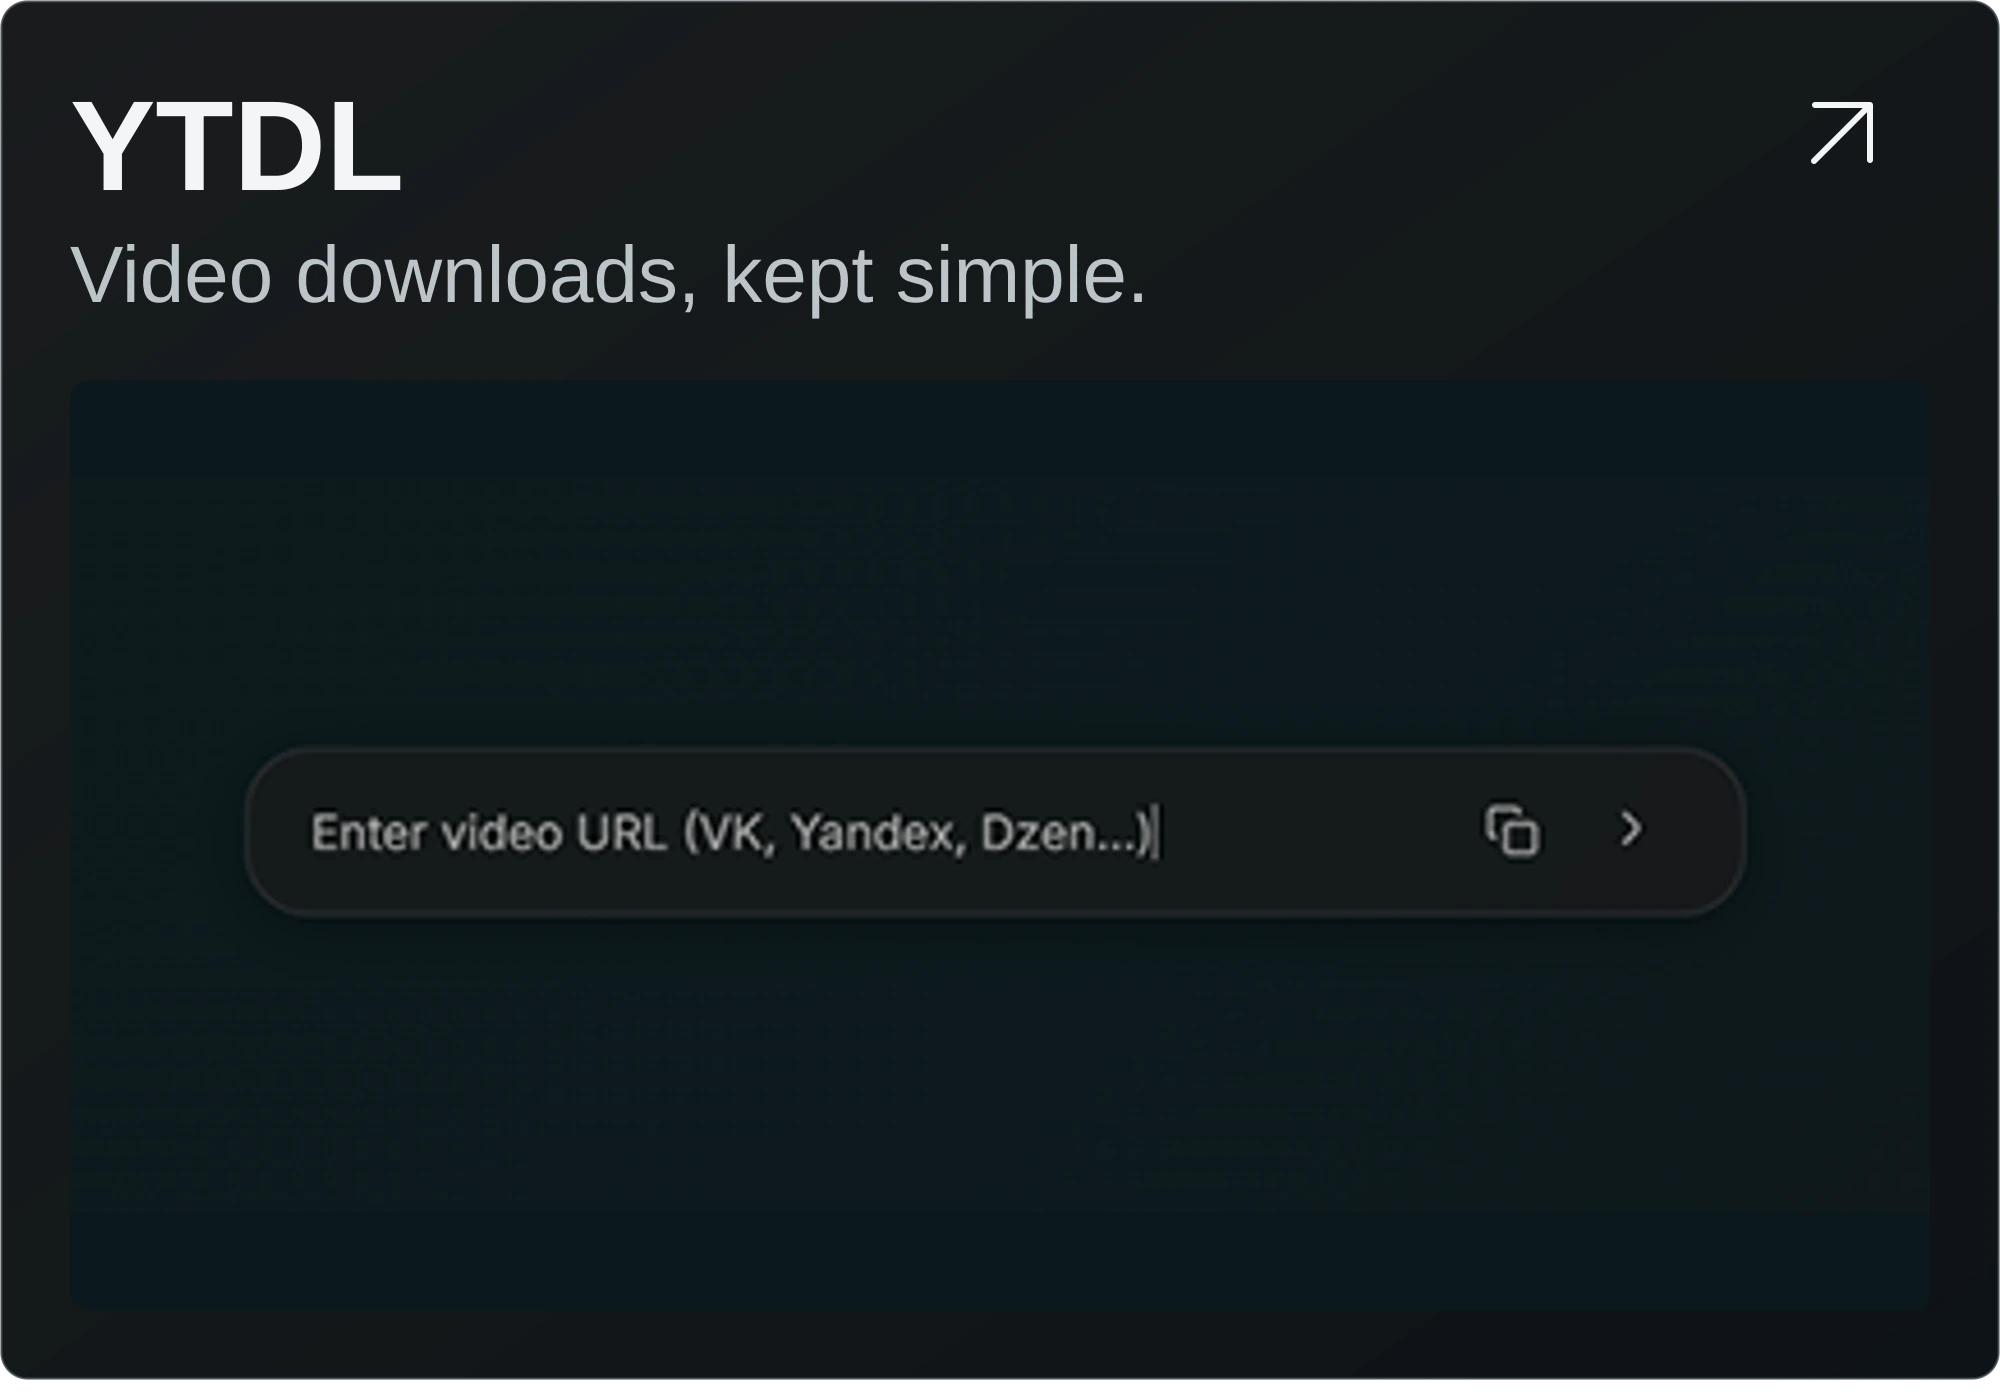 YTDL
Video downloads, kept simple.
Enter video URL (VK, Yandex, Dzen...)